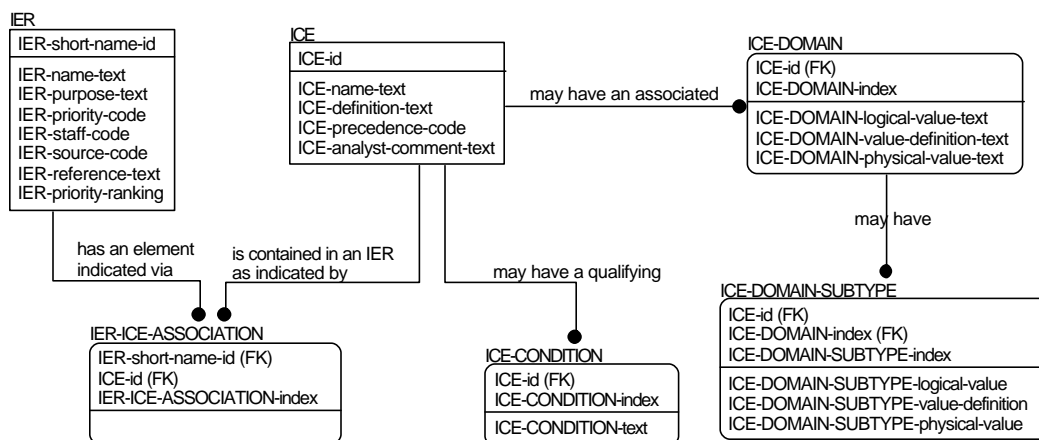 IER
IER-short-name-id
IER-name-text
IER-purpose-text
IER-priority-code
IER-staff-code
IER-source-code
IER-reference-text
IER-priority-ranking
ICE
ICE-id
ICE-name-text
ICE-definition-text
ICE-precedence-code
ICE-analyst-comment-text
may have an associated
ICE-DOMAIN
ICE-id (FK)
ICE-DOMAIN-index
ICE-DOMAIN-logical-value-text
ICE-DOMAIN-value-definition-text
ICE-DOMAIN-physical-value-text
has an element
indicated via
is contained in an IER
as indicated by
may have a qualifying
may have
IER-ICE-ASSOCIATION
IER-short-name-id (FK)
ICE-id (FK)
IER-ICE-ASSOCIATION-index
ICE-CONDITION
ICE-id (FK)
ICE-CONDITION-index
ICE-CONDITION-text
ICE-DOMAIN-SUBTYPE
ICE-id (FK)
ICE-DOMAIN-index (FK)
ICE-DOMAIN-SUBTYPE-index
ICE-DOMAIN-SUBTYPE-logical-value
ICE-DOMAIN-SUBTYPE-value-definition
ICE-DOMAIN-SUBTYPE-physical-value